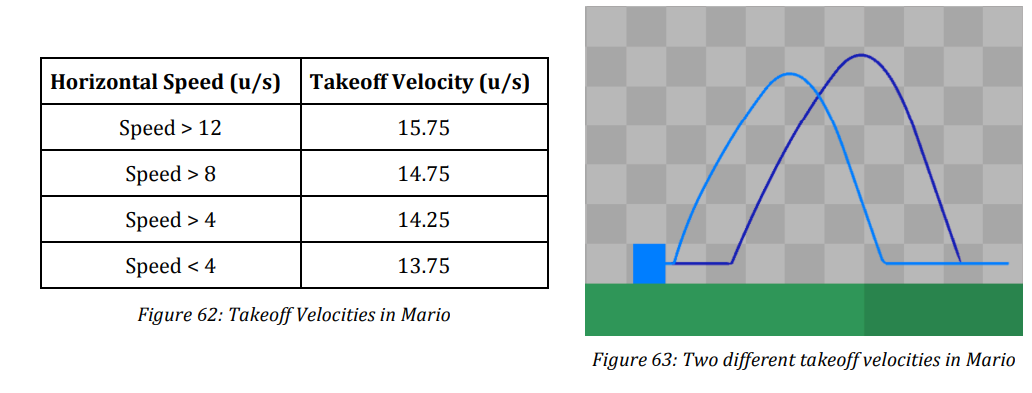 Horizontal Speed (u/s) Takeoff Velocity (u/s)
Speed > 12 15.75
Speed > 8 14.75
Speed > 4 14.25
Speed < 4 13.75
Figure 62: Takeoff Velocities in Mario
Figure 63: Two different takeoff velocities in Mario